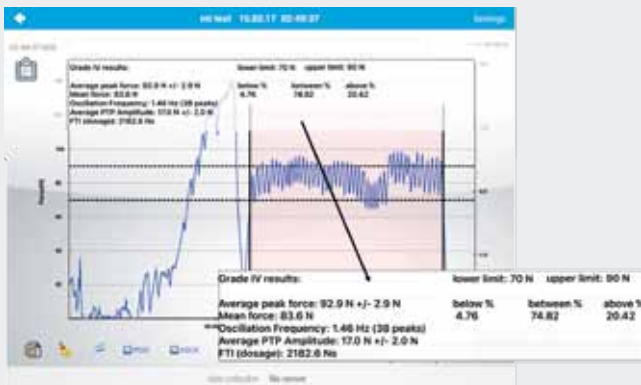 Settings
Grade IV results: lower limit: 70 N upper limit: 90 N
Average peak force: 92.9 N +/- 2.9 N below % between % above %
Mean force: 83.6 N 4.76 74.82 20.42
Oscillation Frequency: 1.46 Hz (38 peaks)
Average PTP Amplitude: 17.0 N +/- 2.0 N
FTI (dosage): 2182.6 Ns
Grade IV results: lower limit: 70 N upper limit: 90 N
Average peak force: 92.9 N +/- 2.9 N below % between % above %
Mean force: 83.6 N 4.76 74.82 20.42
Oscillation Frequency: 1.46 Hz (38 peaks)
Average PTP Amplitude: 17.0 N +/- 2.0 N
FTI (dosage): 2182.6 Ns